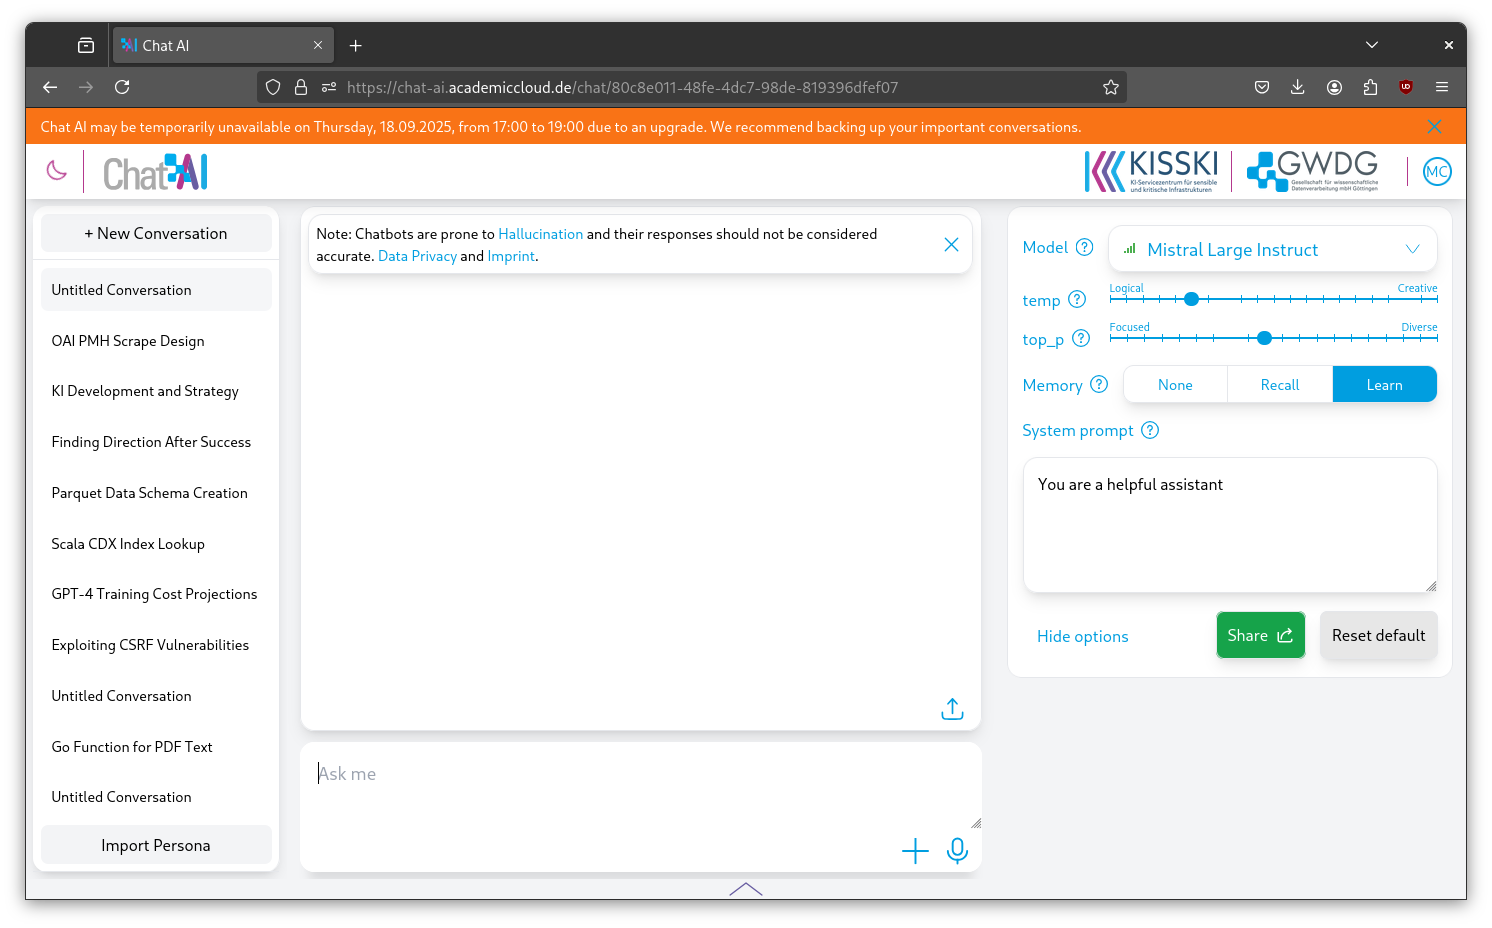 Chat AI
https://chat-ai.academiccloud.de/chat/80c8e011-48fe-4dc7-98de-819396dfef07
Chat AI may be temporarily unavailable on Thursday, 18.09.2025, from 17:00 to 19:00 due to an upgrade. We recommend backing up your important conversations.
Chat AI
KISSKI
KI-Servicezentrum für sensible
und kritische Infrastrukturen
GWDG
Gesellschaft für wissenschaftliche
Datenverarbeitung mbH Göttingen
MC
+ New Conversation
Untitled Conversation
OAI PMH Scrape Design
KI Development and Strategy
Finding Direction After Success
Parquet Data Schema Creation
Scala CDX Index Lookup
GPT-4 Training Cost Projections
Exploiting CSRF Vulnerabilities
Untitled Conversation
Go Function for PDF Text
Untitled Conversation
Import Persona
Note: Chatbots are prone to Hallucination and their responses should not be considered
accurate. Data Privacy and Imprint.
Ask me
Model ?
Mistral Large Instruct
temp ?
Logical
Creative
top_p ?
Focused
Diverse
Memory ?
None
Recall
Learn
System prompt ?
You are a helpful assistant
Hide options
Share
Reset default